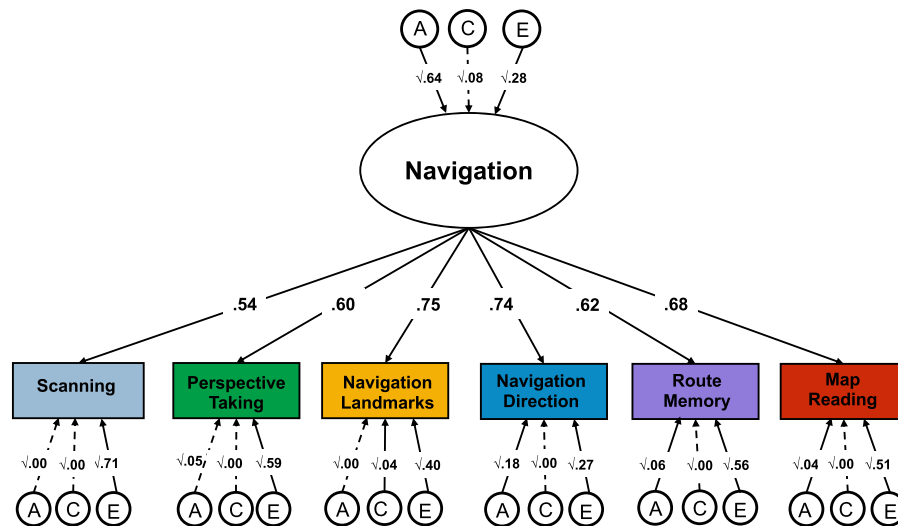 A C E
√.64 √.08 √.28
Navigation
.54 .60 .75 .74 .62 .68
Scanning
Perspective
Taking
Navigation
Landmarks
Navigation
Direction
Route
Memory
Map
Reading
√.00 √.00 √.71 √.05 √.00 √.59 √.00 √.04 √.40 √.18 √.00 √.27 √.06 √.00 √.56 √.04 √.00 √.51
A C E A C E A C E A C E A C E A C E